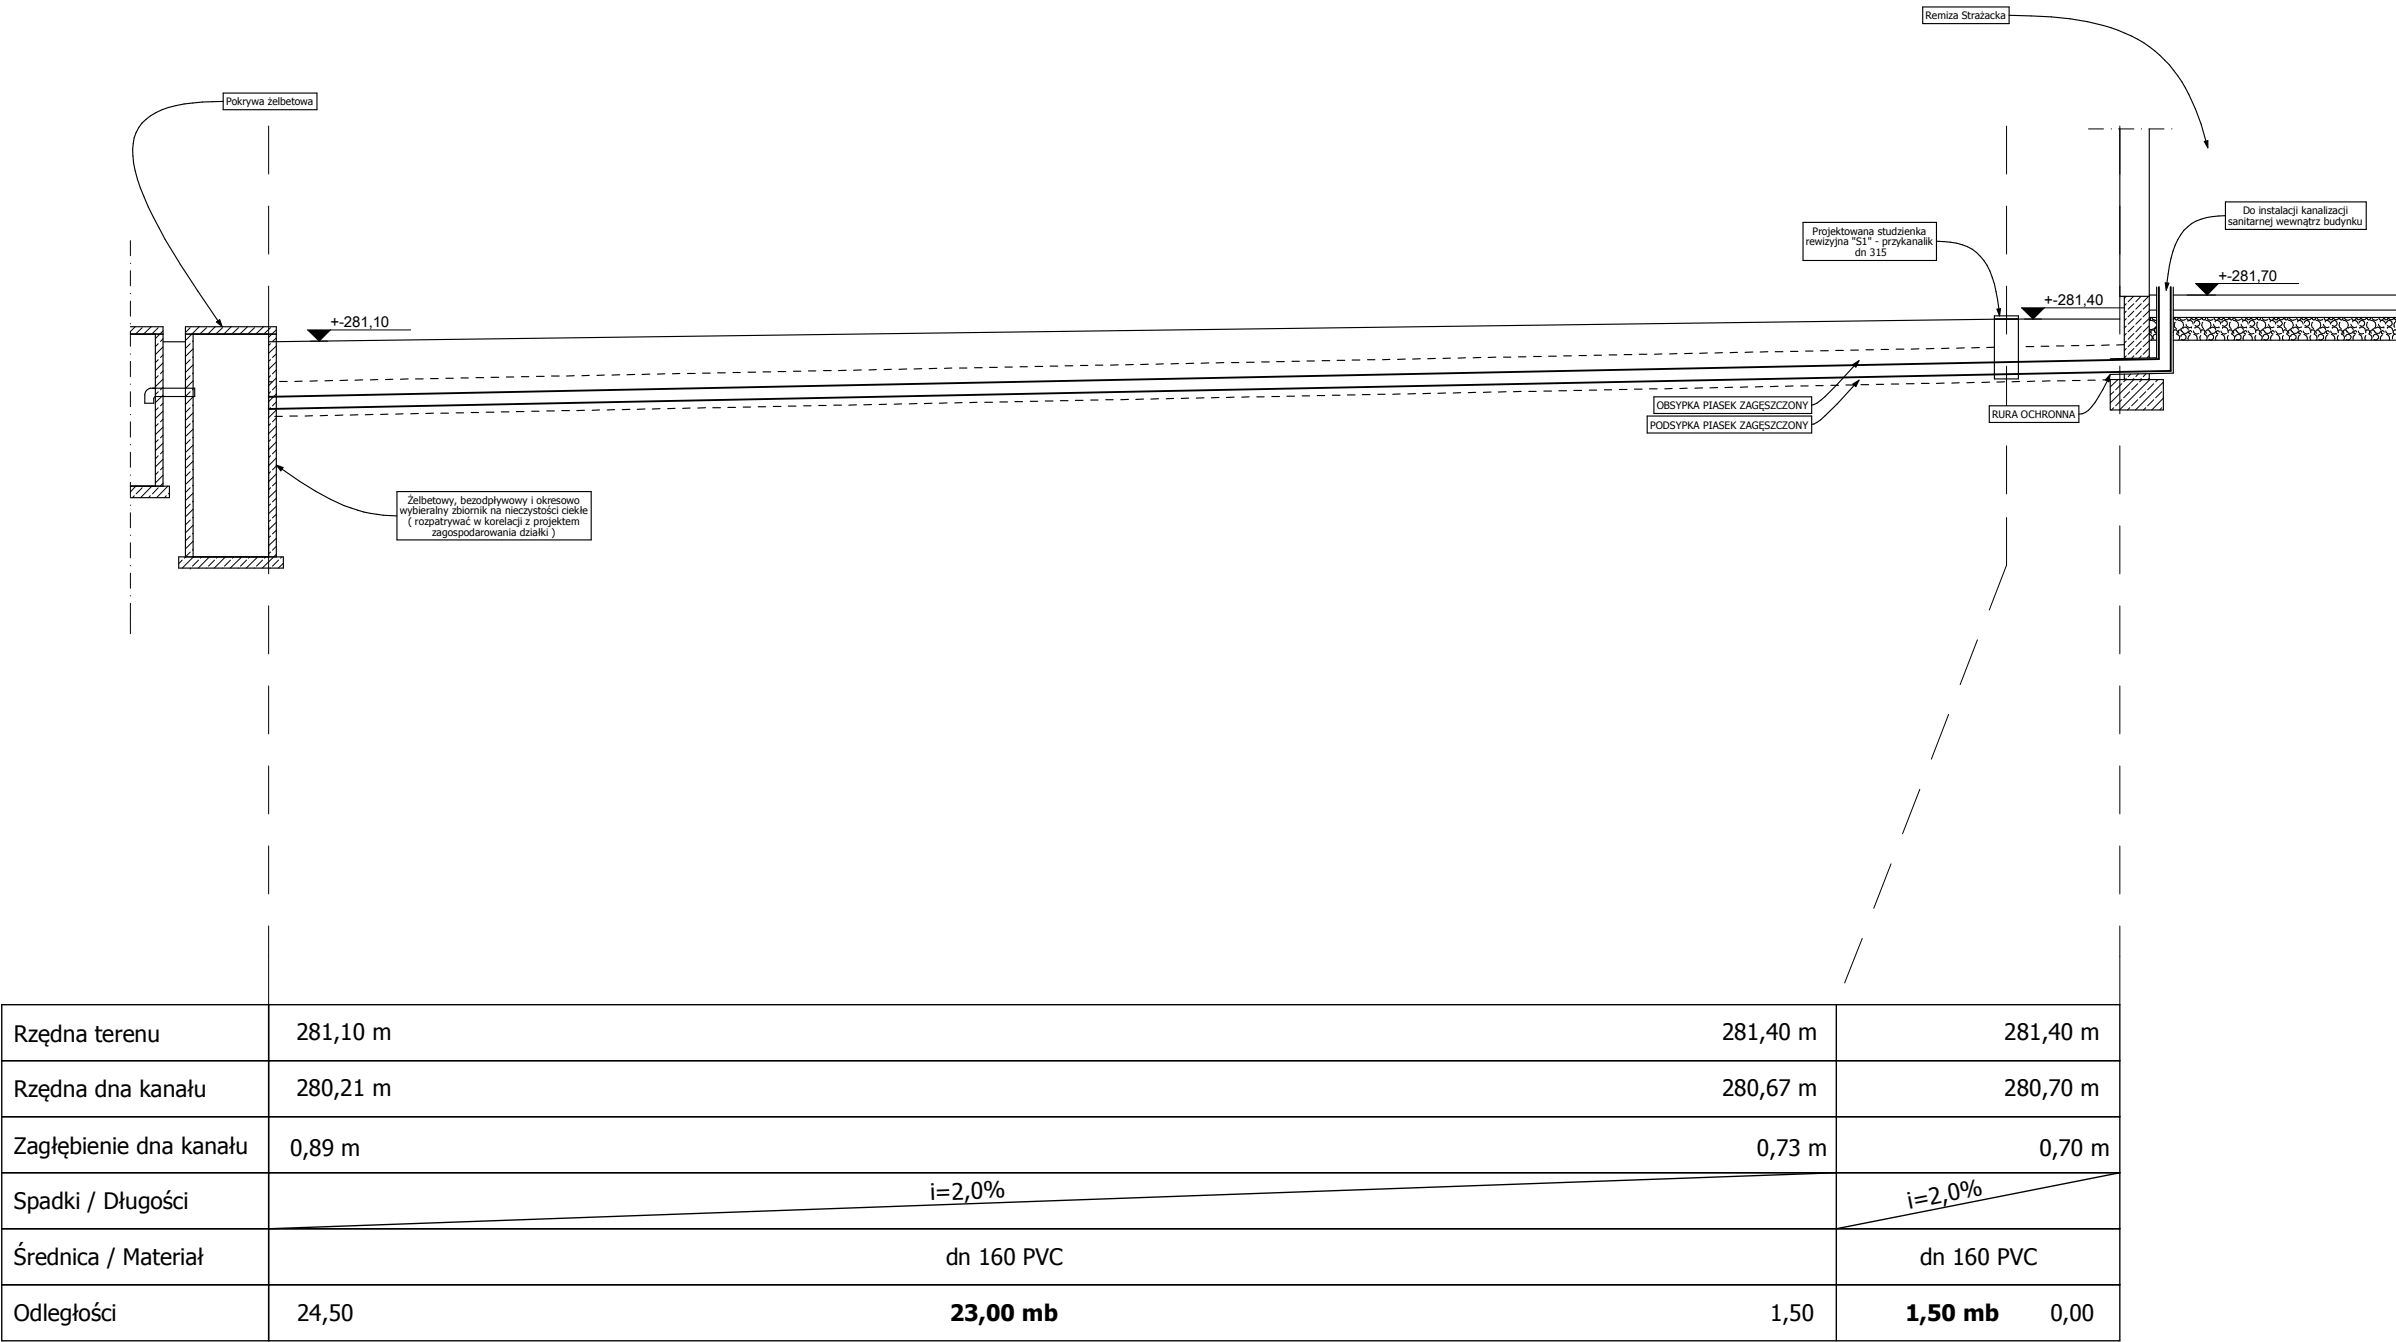 Remiza Strażacka
Pokrywa żelbetowa
Do instalacji kanalizacji
sanitarnej wewnątrz budynku
Projektowana studzienka
rewizyjna "S1" - przykanalik
dn 315
+-281,70
+-281,40
+-281,10
OBSYPKA PIASEK ZAGĘSZCZONY
PODSYPKA PIASEK ZAGĘSZCZONY
RURA OCHRONNA
Żelbetowy, bezodpływowy i okresowo
wybieralny zbiornik na nieczystości ciekłe
( rozpatrywać w korelacji z projektem
zagospodarowania działki )
Rzędna terenu 281,10 m 281,40 m 281,40 m
Rzędna dna kanału 280,21 m 280,67 m 280,70 m
Zagłębienie dna kanału 0,89 m 0,73 m 0,70 m
Spadki / Długości i=2,0% i=2,0%
Średnica / Materiał dn 160 PVC dn 160 PVC
Odległości 24,50 23,00 mb 1,50 1,50 mb 0,00